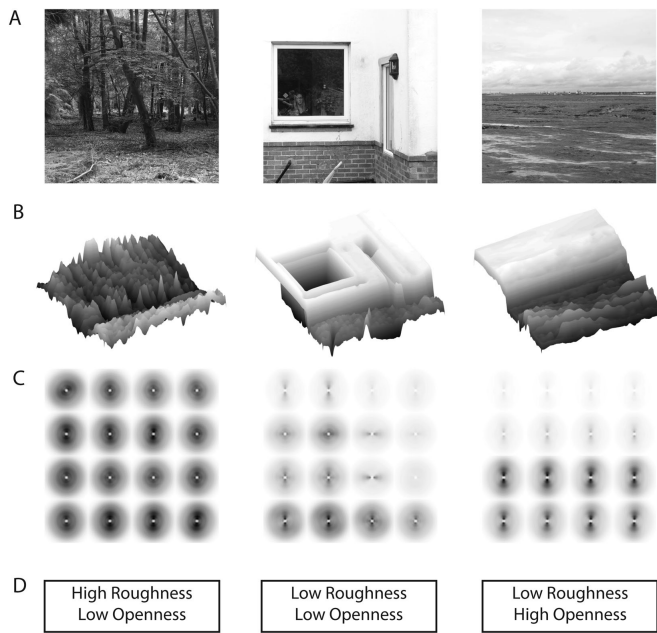 A
B
C
D
High Roughness
Low Openness
Low Roughness
Low Openness
Low Roughness
High Openness